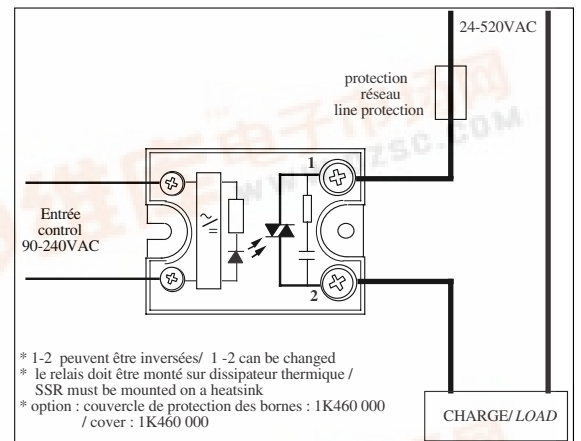 24-520VAC
protection
réseau
line protection
1
Entrée
control
90-240VAC
~/=
2
* 1-2 peuvent être inversées/ 1 -2 can be changed
* le relais doit être monté sur dissipateur thermique /
SSR must be mounted on a heatsink
* option : couvercle de protection des bornes : 1K460 000
/ cover : 1K460 000
CHARGE/ LOAD